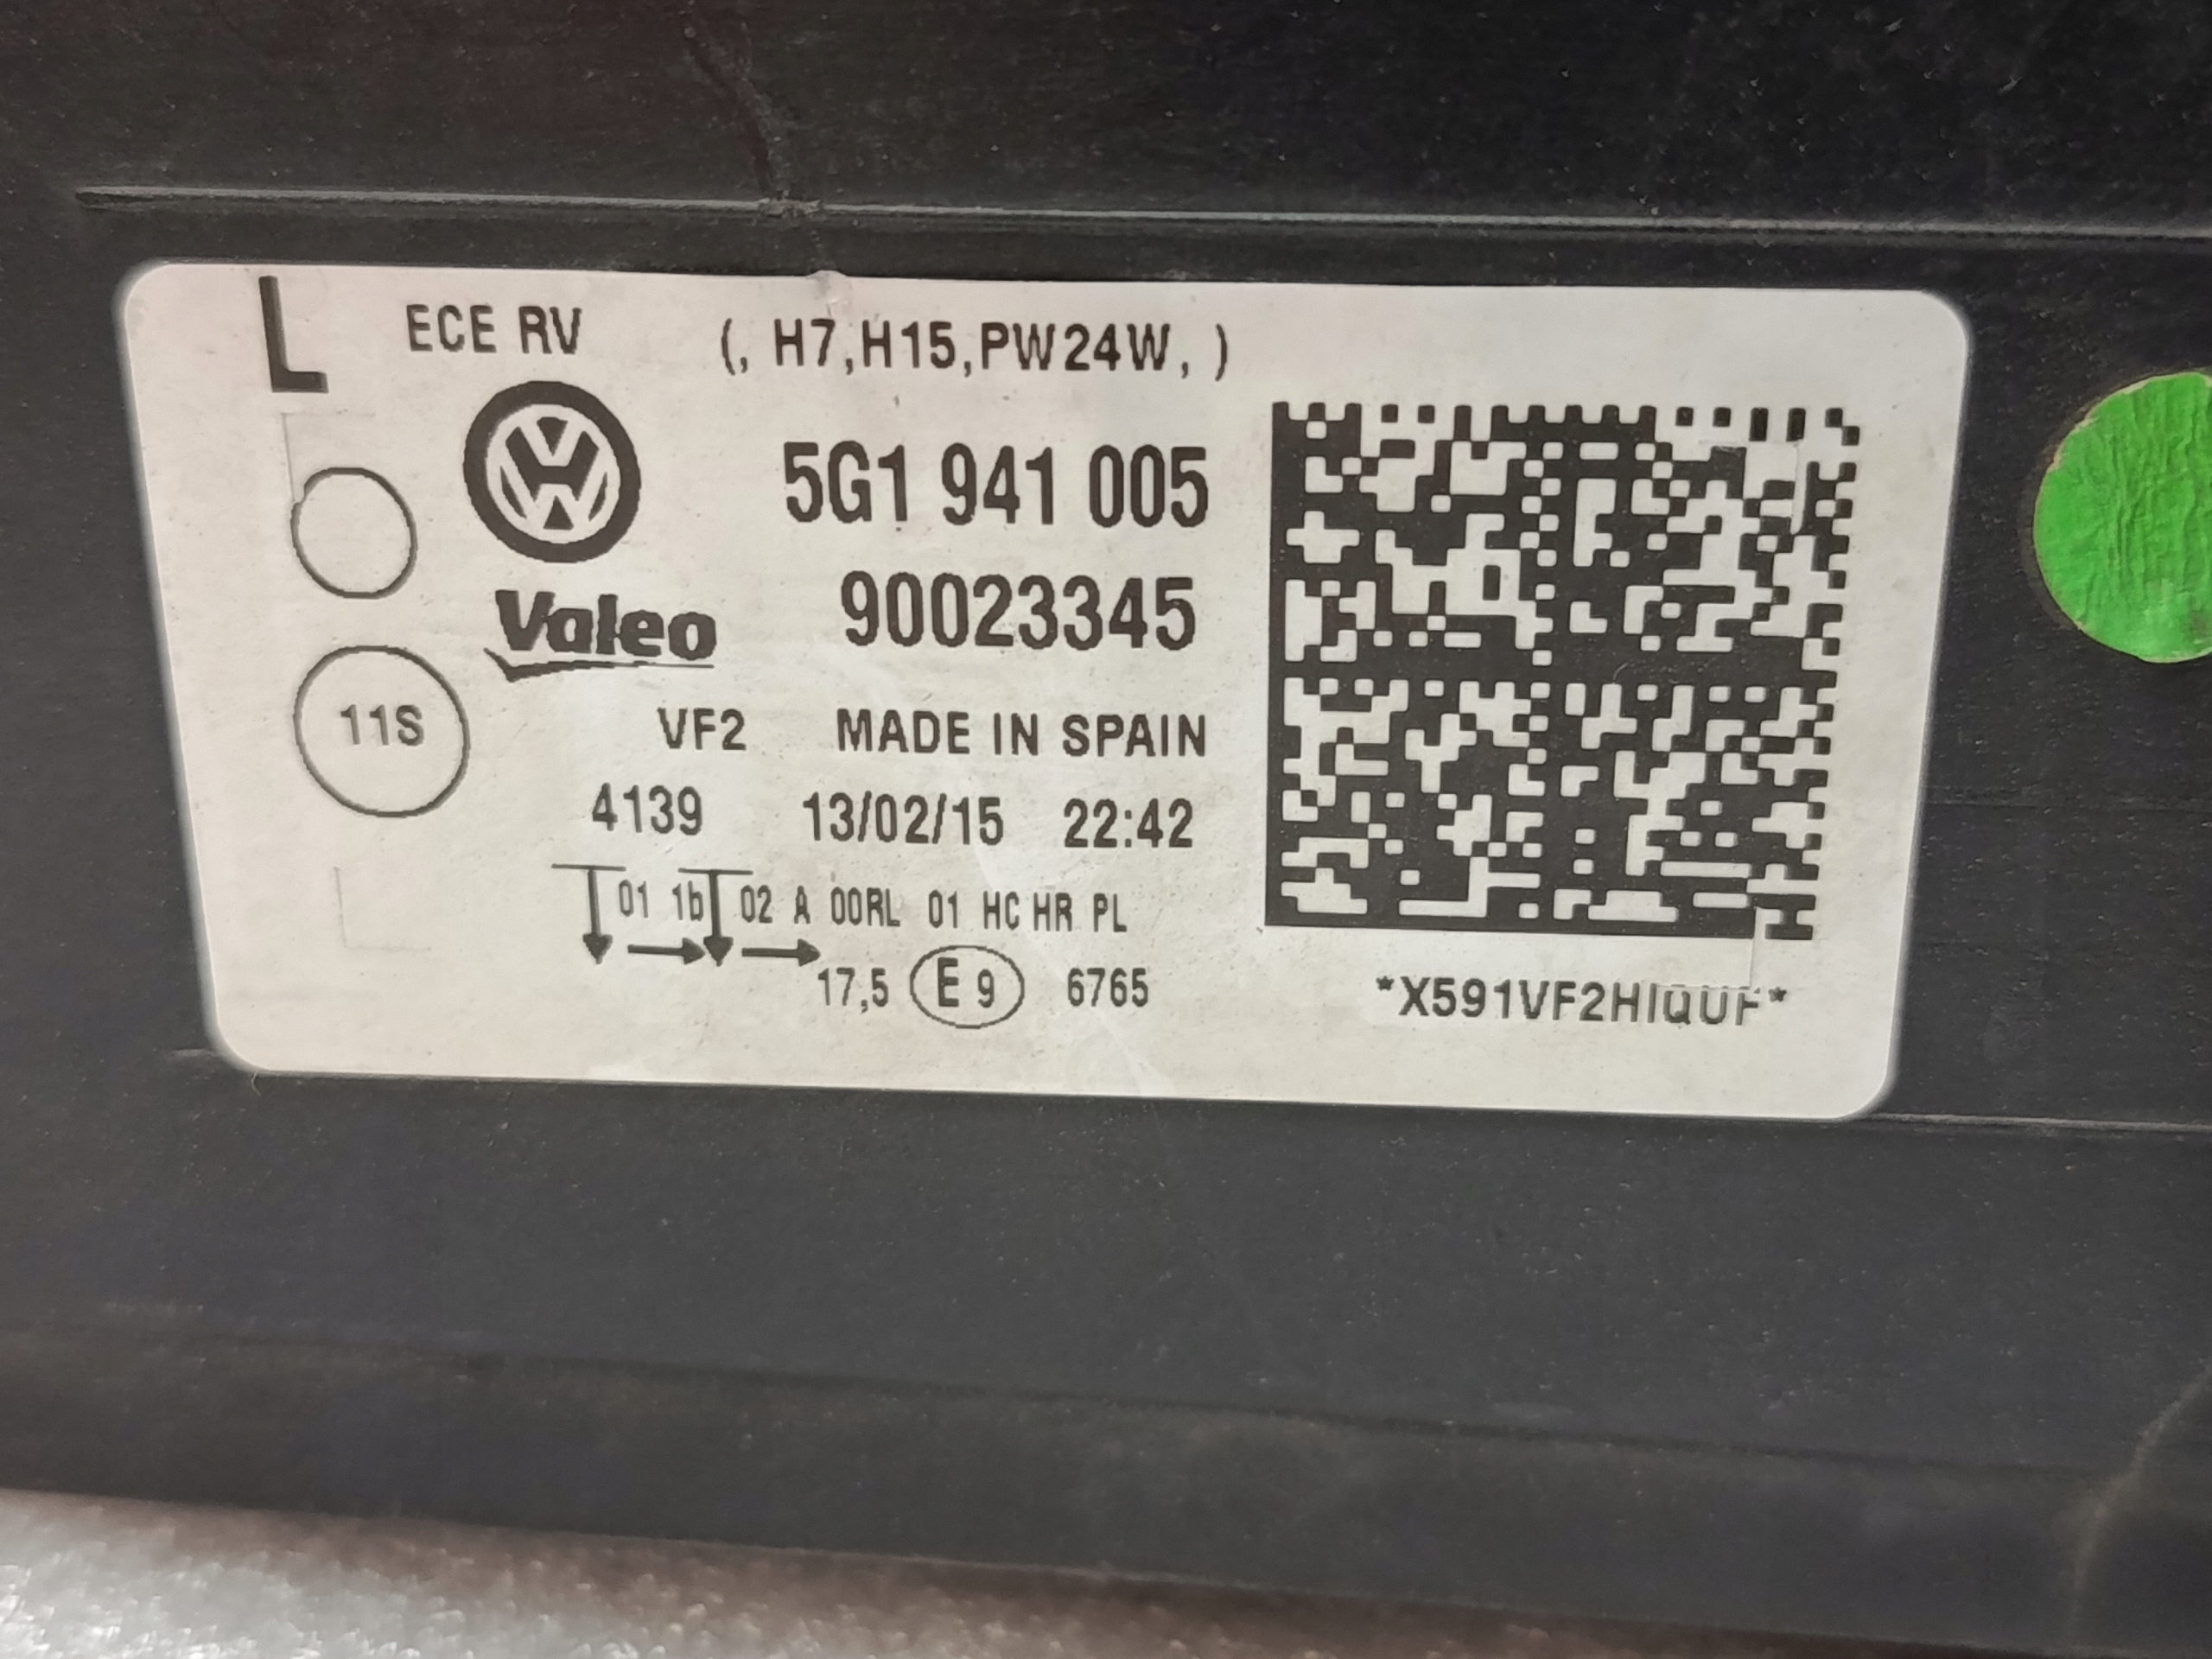 L ECE RV (, H7,H15,PW24W, )
5G1 941 005
Valeo 90023345
11S VF2 MADE IN SPAIN
4139 13/02/15 22:42
01 1b 02 A 00RL 01 HC HR PL
17,5 E 9 6765
*X591VF2HIQUF*